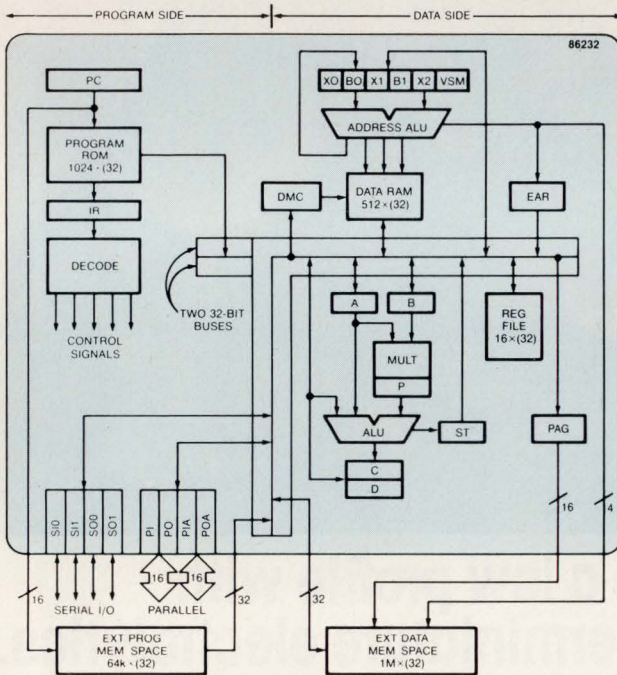 PROGRAM SIDE
DATA SIDE
86232
PC
PROGRAM
ROM
1024 · (32)
IR
DECODE
CONTROL
SIGNALS
X0 B0 X1 B1 X2 VSM
ADDRESS ALU
DMC
DATA RAM
512 × (32)
EAR
TWO 32-BIT
BUSES
A
B
MULT
P
REG
FILE
16 × (32)
ALU
ST
PAG
C
D
SI0 SI1 SO0 SO1
PI PO PIA POA
16 16
16
SERIAL I/O
PARALLEL
32
32
16
4
EXT PROG
MEM SPACE
64k · (32)
EXT DATA
MEM SPACE
1M × (32)